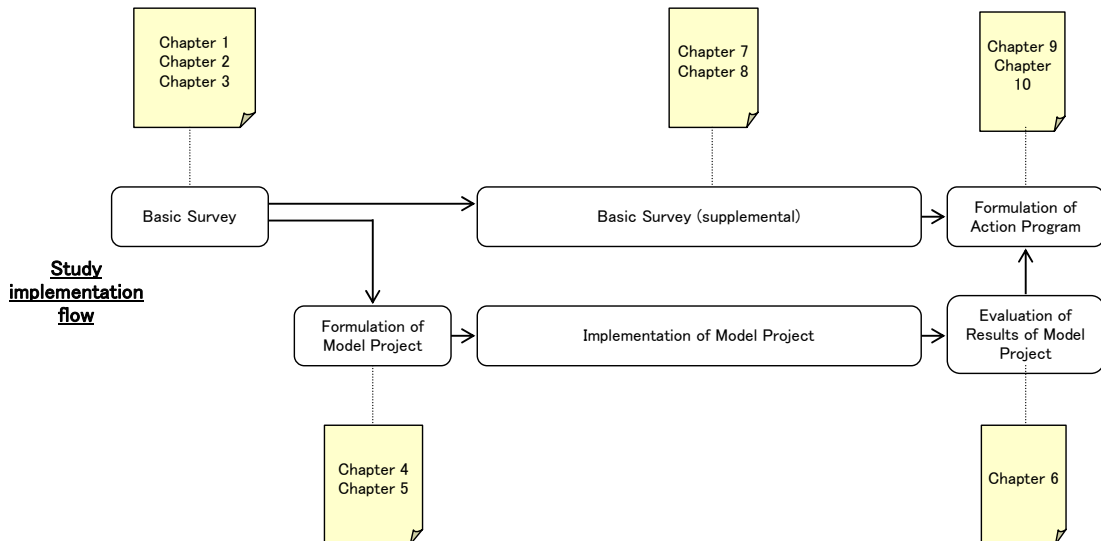 Chapter 1
Chapter 2
Chapter 3
Chapter 7
Chapter 8
Chapter 9
Chapter
10
Basic Survey
Basic Survey (supplemental)
Formulation of
Action Program
Study
implementation
flow
Formulation of
Model Project
Implementation of Model Project
Evaluation of
Results of Model
Project
Chapter 4
Chapter 5
Chapter 6